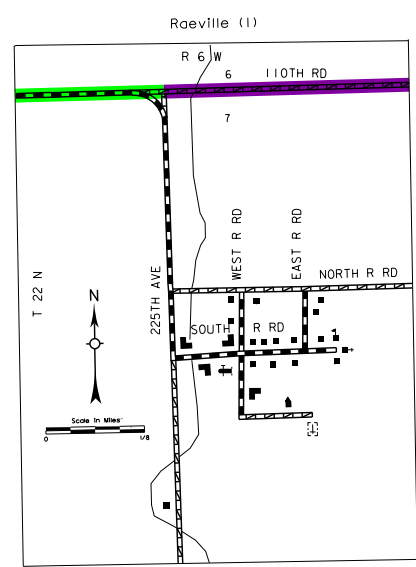 Raeville (1)
R 6 W
6
110TH RD
7
T 22 N
N
225TH AVE
WEST R RD
EAST R RD
NORTH R RD
SOUTH R RD
Scale in Miles
0 1/8